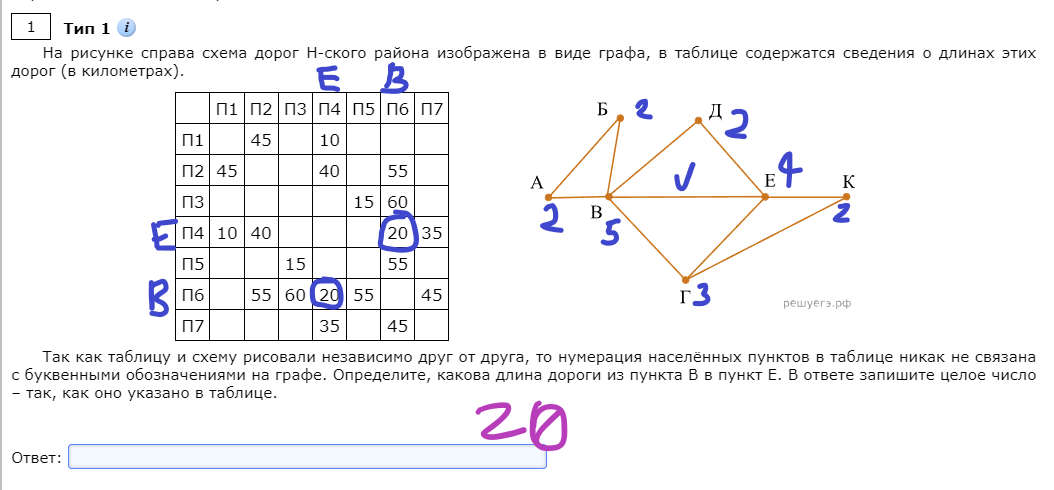 1 Тип 1 i
На рисунке справа схема дорог Н-ского района изображена в виде графа, в таблице содержатся сведения о длинах этих
дорог (в километрах).
Е В
П1 П2 П3 П4 П5 П6 П7
П1 45 10
П2 45 40 55
П3 15 60
Е П4 10 40 20 35
П5 15 55
В П6 55 60 20 55 45
П7 35 45
Б 2 Д 2
А 2 В 5 Е 4 К 2
Г 3
решуегэ.рф
Так как таблицу и схему рисовали независимо друг от друга, то нумерация населённых пунктов в таблице никак не связана
с буквенными обозначениями на графе. Определите, какова длина дороги из пункта В в пункт Е. В ответе запишите целое число
– так, как оно указано в таблице.
20
Ответ: